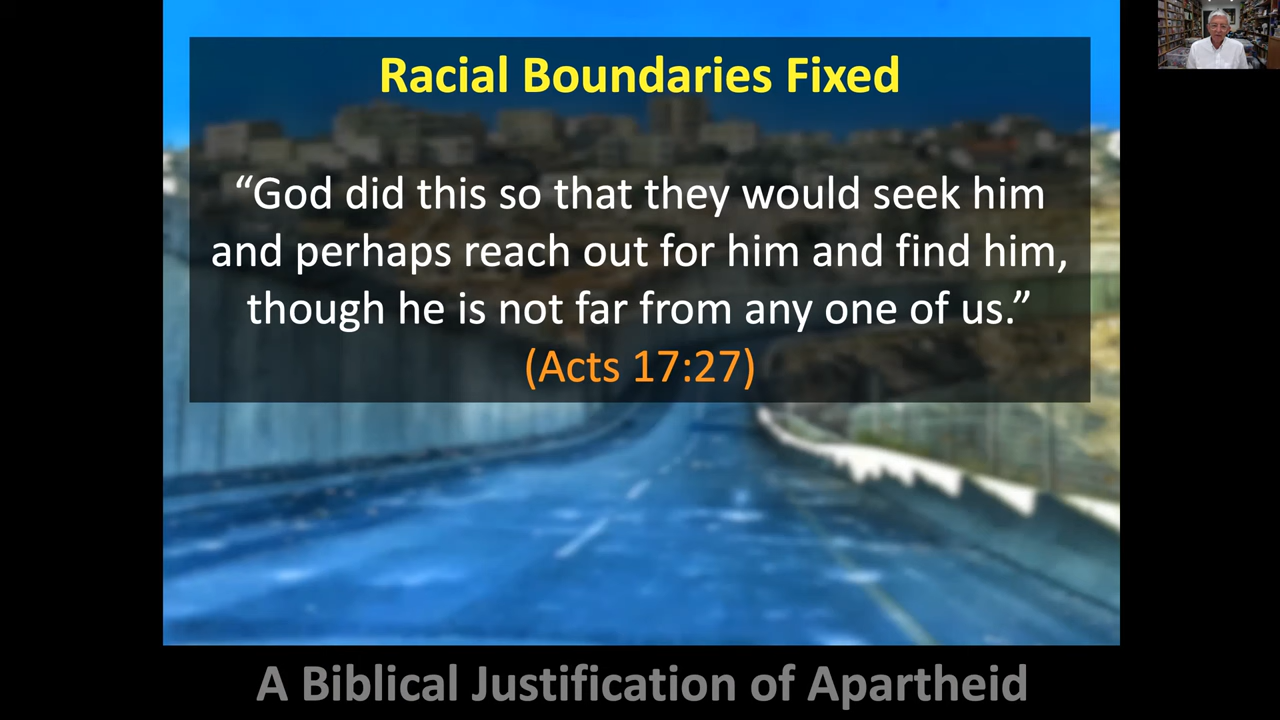 Racial Boundaries Fixed
“God did this so that they would seek him
and perhaps reach out for him and find him,
though he is not far from any one of us.”
(Acts 17:27)
A Biblical Justification of Apartheid